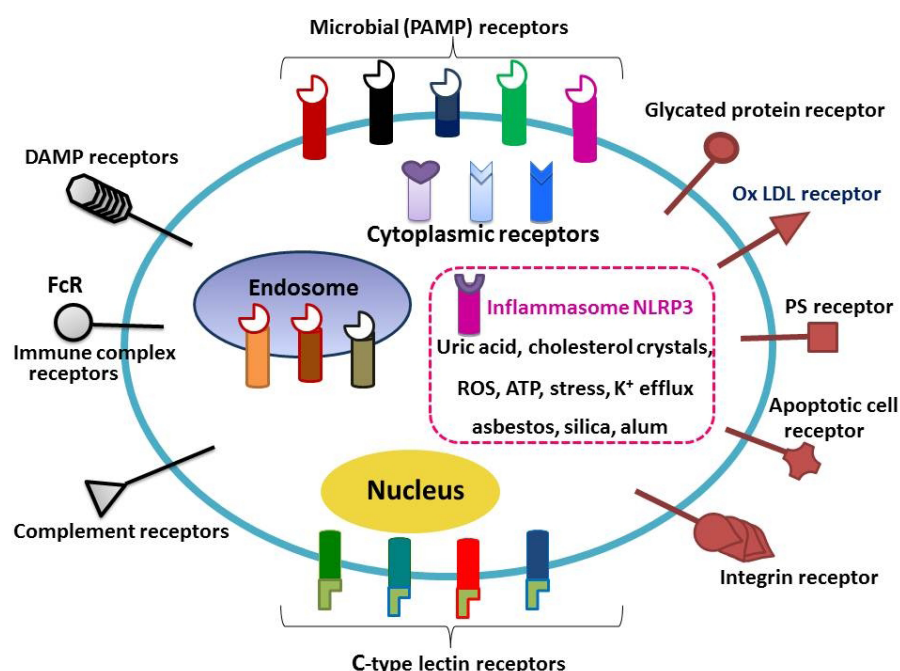 Microbial (PAMP) receptors
Glycated protein receptor
DAMP receptors
Ox LDL receptor
Cytoplasmic receptors
FcR
Immune complex
receptors
Endosome
Inflammasome NLRP3
Uric acid, cholesterol crystals,
ROS, ATP, stress, K⁺ efflux
asbestos, silica, alum
PS receptor
Apoptotic cell
receptor
Nucleus
Complement receptors
Integrin receptor
C-type lectin receptors